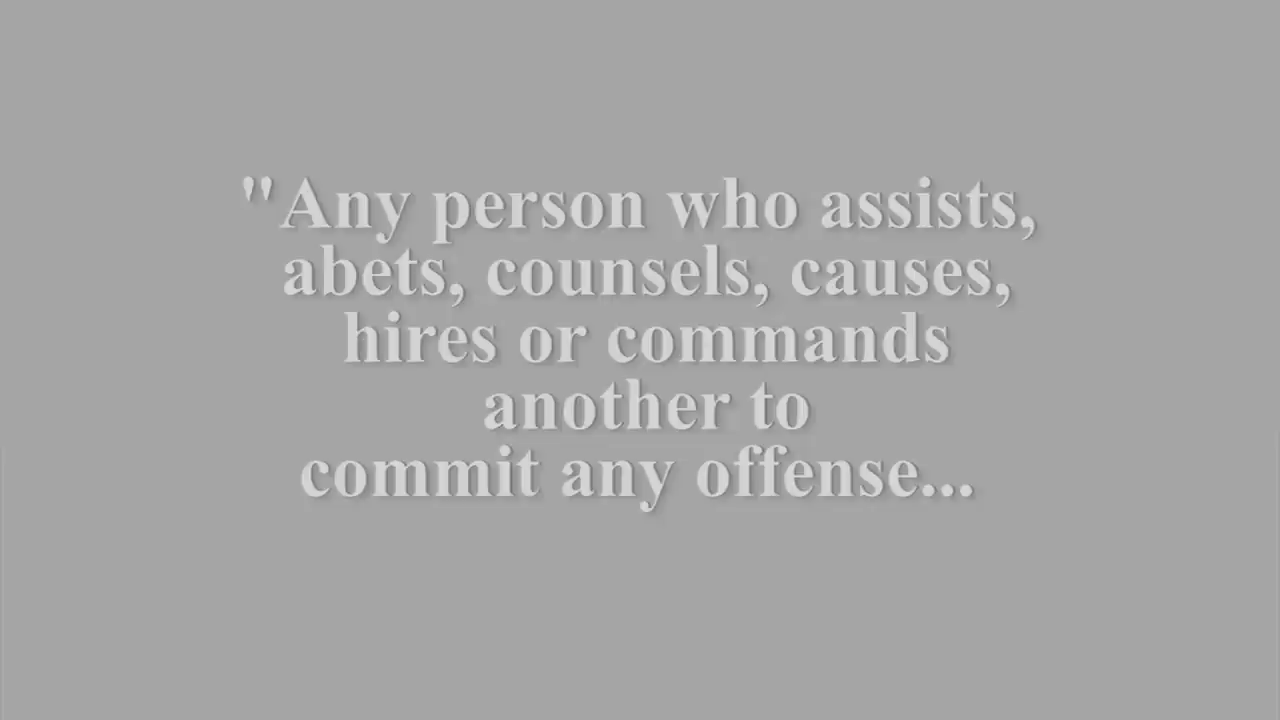 "Any person who assists,
abets, counsels, causes,
hires or commands
another to
commit any offense...